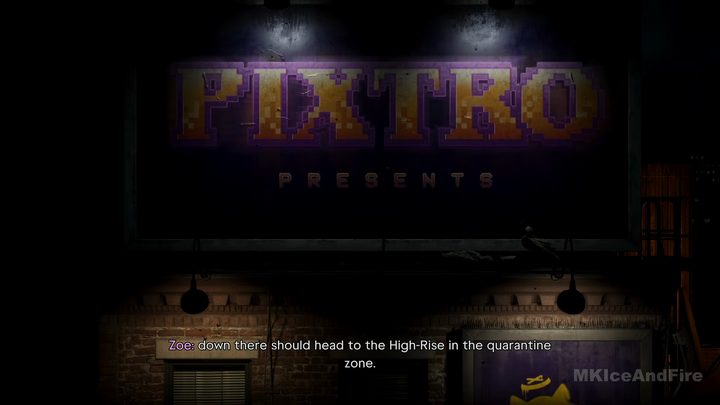 PIXTRO
PRESENTS
Zoe: down there should head to the High-Rise in the quarantine
zone.
MKIceAndFire